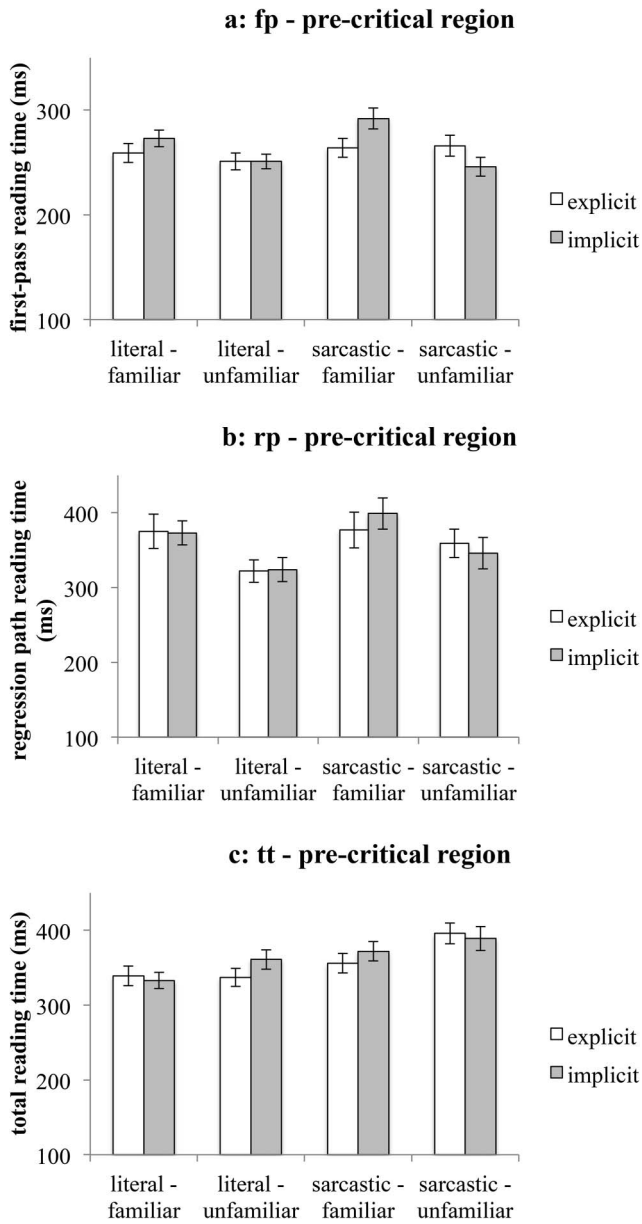 a: fp - pre-critical region
first-pass reading time (ms)
300
200
100
explicit
implicit
literal - familiar
literal - unfamiliar
sarcastic - familiar
sarcastic - unfamiliar
b: rp - pre-critical region
regression path reading time
(ms)
400
300
200
100
explicit
implicit
literal - familiar
literal - unfamiliar
sarcastic - familiar
sarcastic - unfamiliar
c: tt - pre-critical region
total reading time (ms)
400
300
200
100
explicit
implicit
literal - familiar
literal - unfamiliar
sarcastic - familiar
sarcastic - unfamiliar